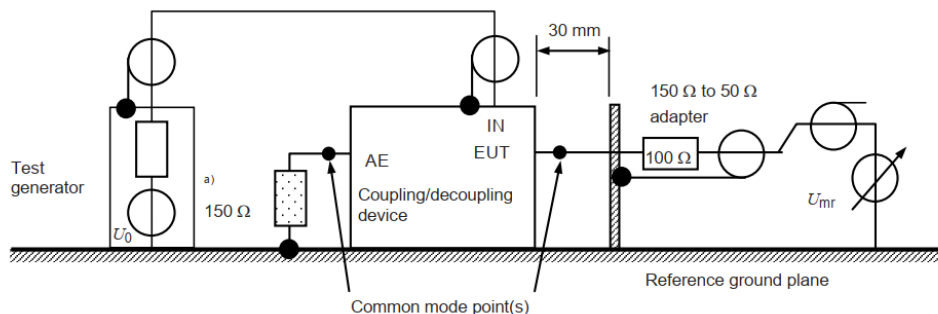 30 mm
150 Ω to 50 Ω
adapter
IN
EUT
100 Ω
AE
Test
generator
a)
150 Ω
Coupling/decoupling
device
U0
Umr
Reference ground plane
Common mode point(s)